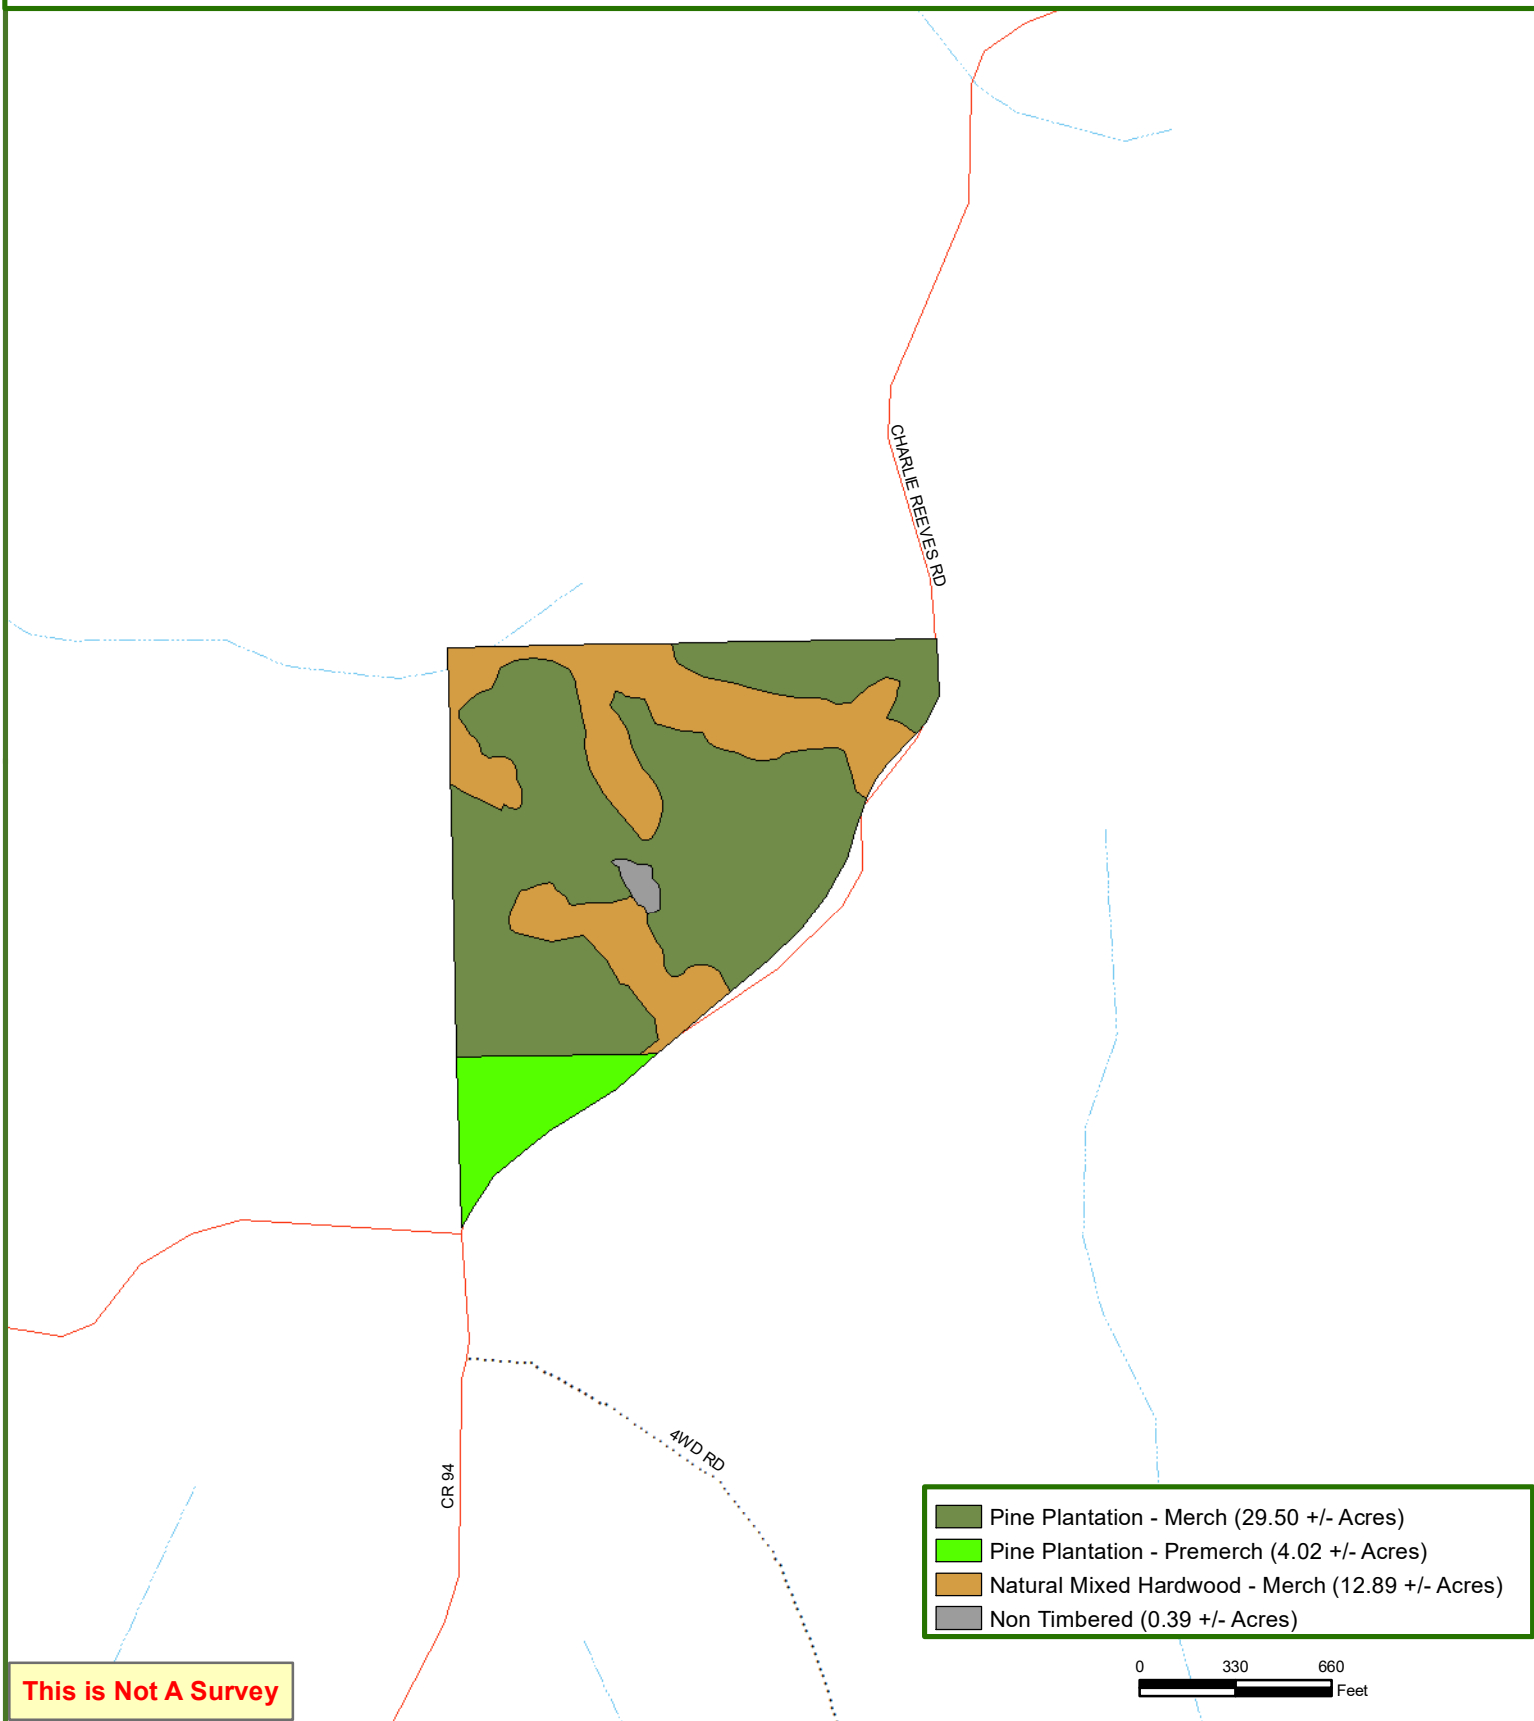 CHARLIE REEVES RD
4WD RD
CR 94
Pine Plantation - Merch (29.50 +/- Acres)
Pine Plantation - Premerch (4.02 +/- Acres)
Natural Mixed Hardwood - Merch (12.89 +/- Acres)
Non Timbered (0.39 +/- Acres)
0 330 660
Feet
This is Not A Survey